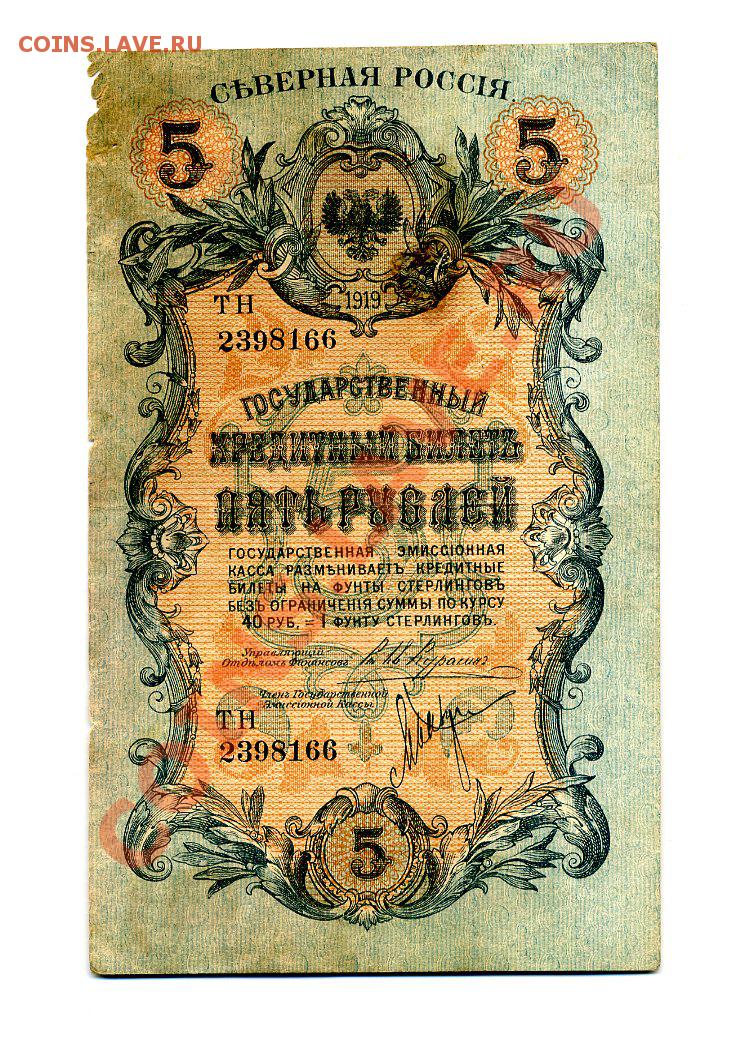 COINS.LAVE.RU
СѢВЕРНАЯ РОССІЯ.
5 5
1919
ТН
2398166
ГОСУДАРСТВЕННЫЙ
КРЕДИТНЫЙ БИЛЕТЪ
ПЯТЬ РУБЛЕЙ
ГОСУДАРСТВЕННАЯ ЭМИССІОННАЯ
КАССА РАЗМѢНИВАЕТЪ КРЕДИТНЫЕ
БИЛЕТЫ НА ФУНТЫ СТЕРЛИНГОВЪ
БЕЗЪ ОГРАНИЧЕНІЯ СУММЫ ПО КУРСУ
40 РУБ. = 1 ФУНТУ СТЕРЛИНГОВЪ.
Управляющій
Отдѣломъ Финансовъ
Членъ Государственной
Эмиссіонной Кассы
ТН
2398166
5